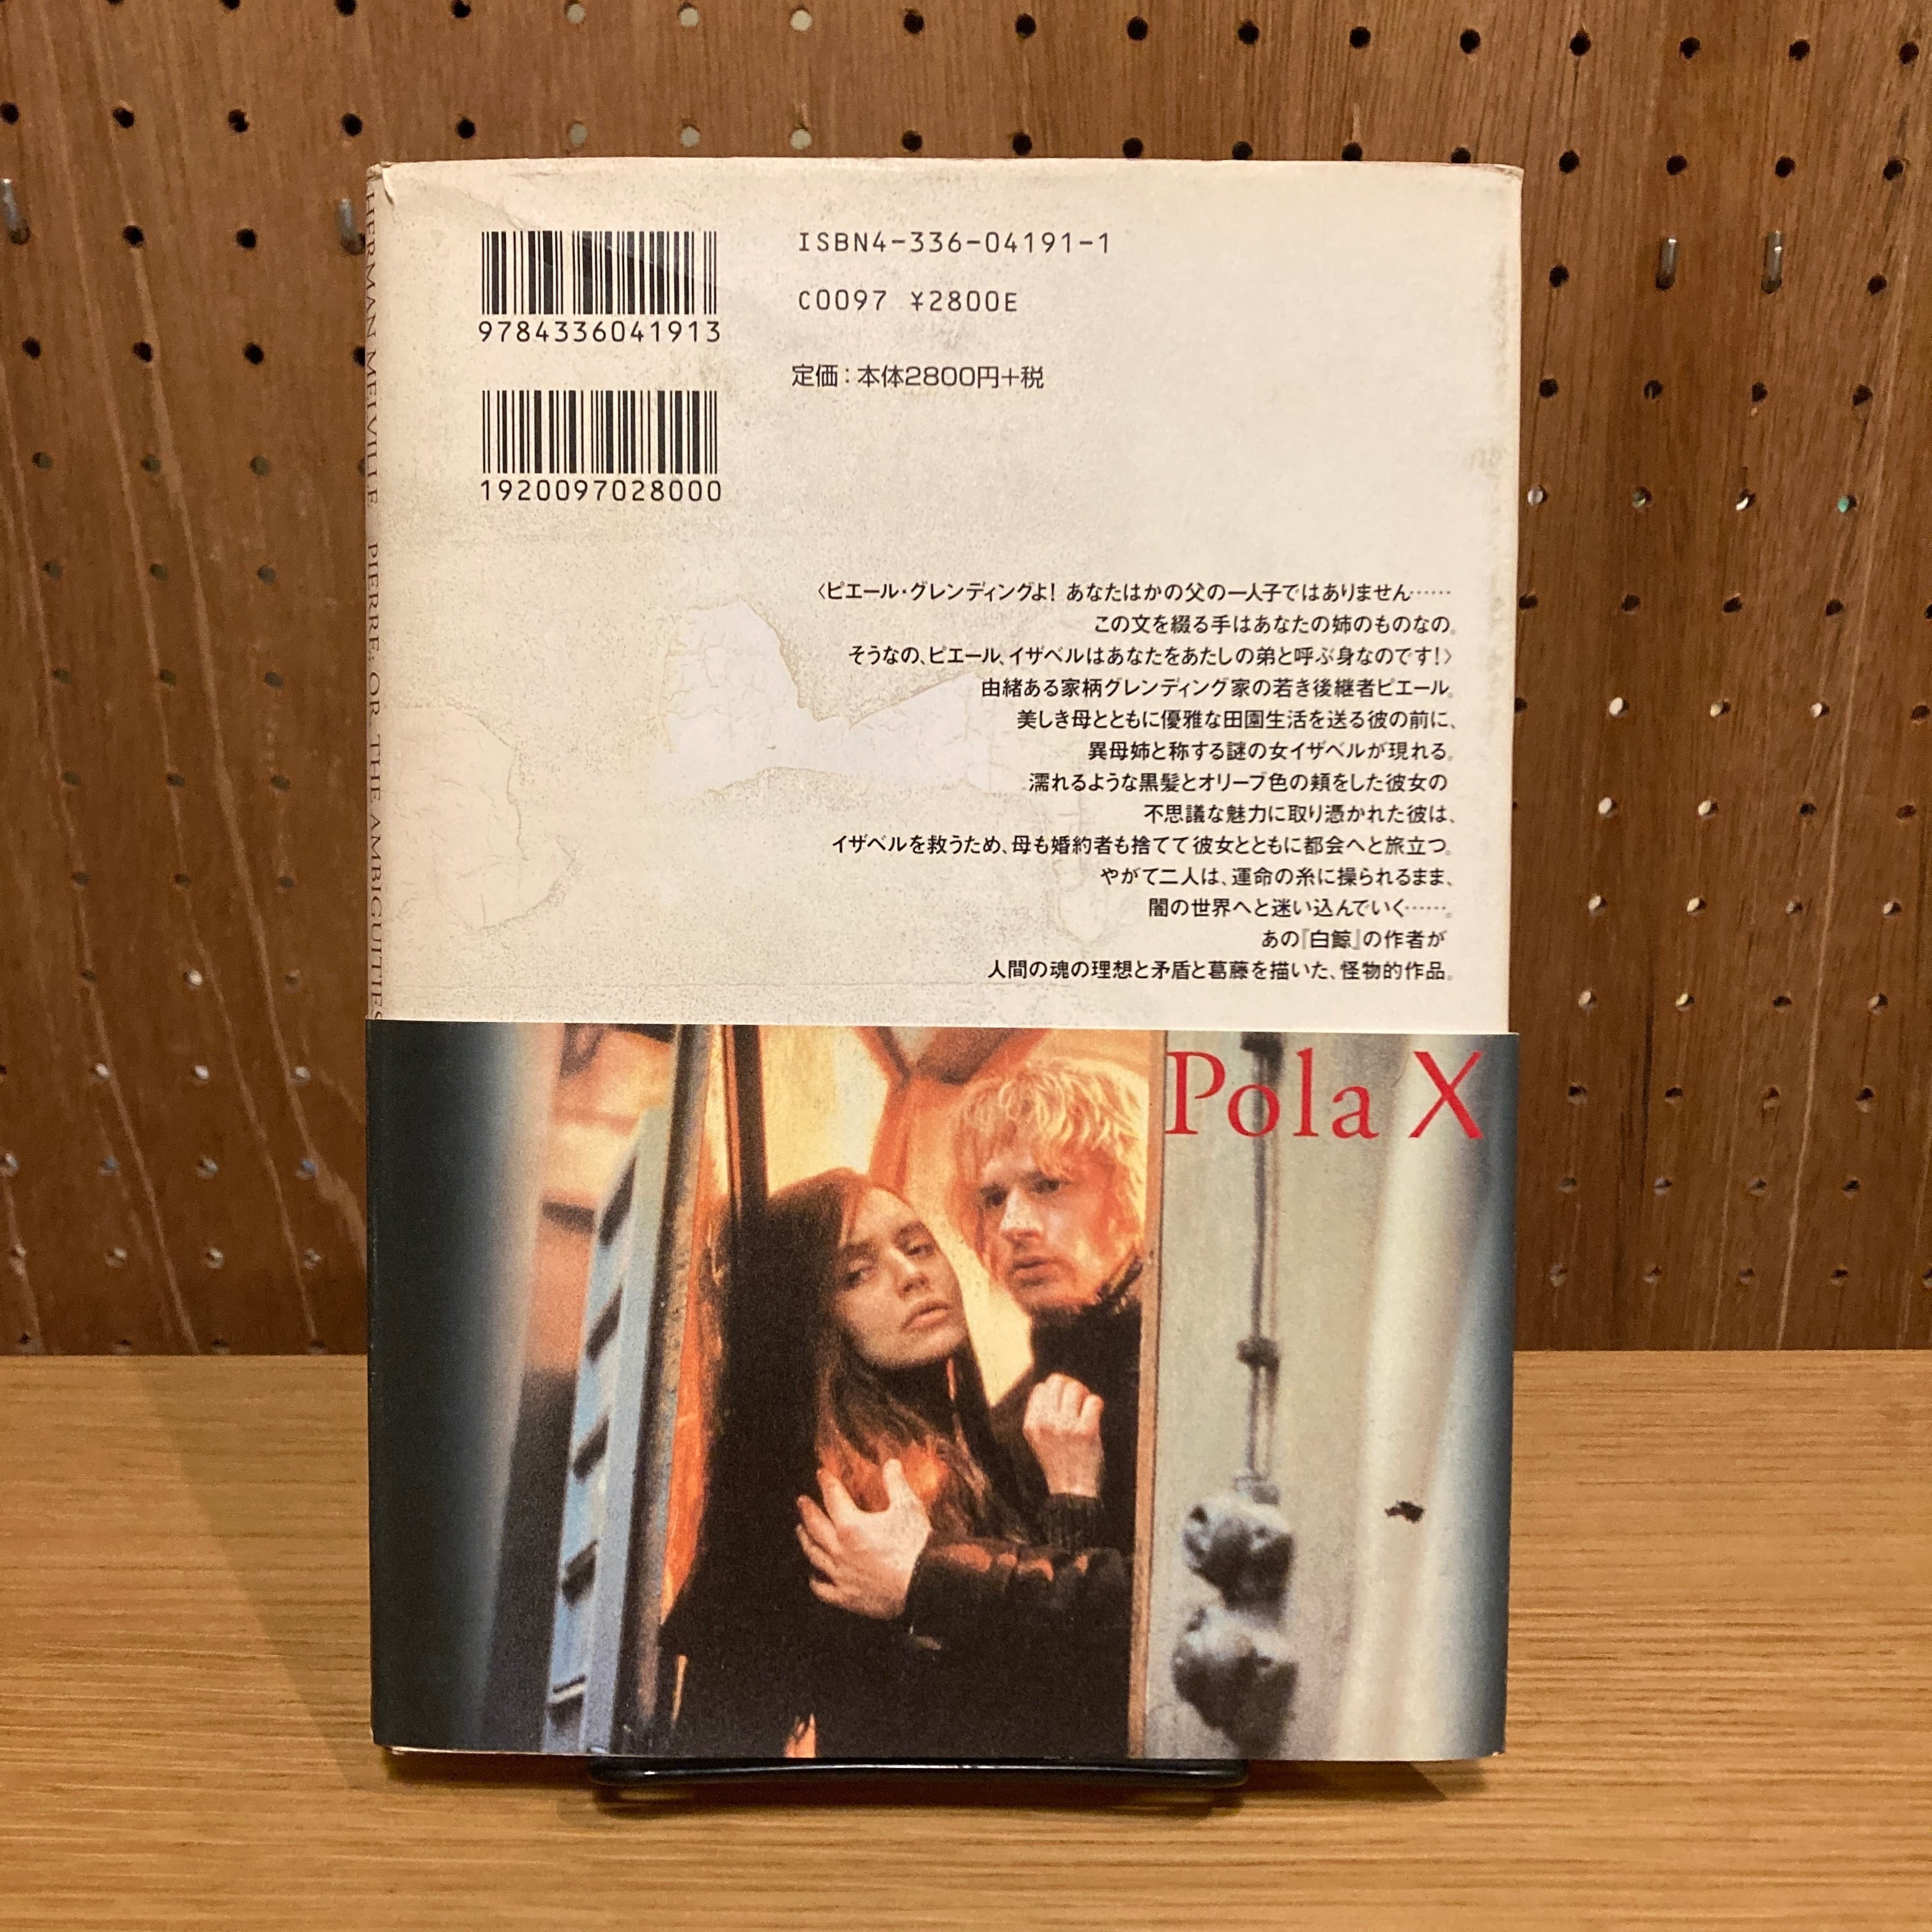 HERMAN MELVILLE PIERRE; OR THE AMBIGUITIES
ISBN4-336-04191-1
C0097 ¥2800E
9784336041913
定価：本体2800円+税
1920097028000
〈ピエール・グレンディングよ！ あなたはかの父の一人子ではありません……
この文を綴る手はあなたの姉のものなの。
そうなの、ピエール、イザベルはあなたをあたしの弟と呼ぶ身なのです！〉
由緒ある家柄グレンディング家の若き後継者ピエール。
美しき母とともに優雅な田園生活を送る彼の前に、
異母姉と称する謎の女イザベルが現れる。
濡れるような黒髪とオリーブ色の頬をした彼女の
不思議な魅力に取り憑かれた彼は、
イザベルを救うため、母も婚約者も捨てて彼女とともに都会へと旅立つ。
やがて二人は、運命の糸に操られるまま、
闇の世界へと迷い込んでいく……。
あの『白鯨』の作者が
人間の魂の理想と矛盾と葛藤を描いた、怪物的作品。
Pola X